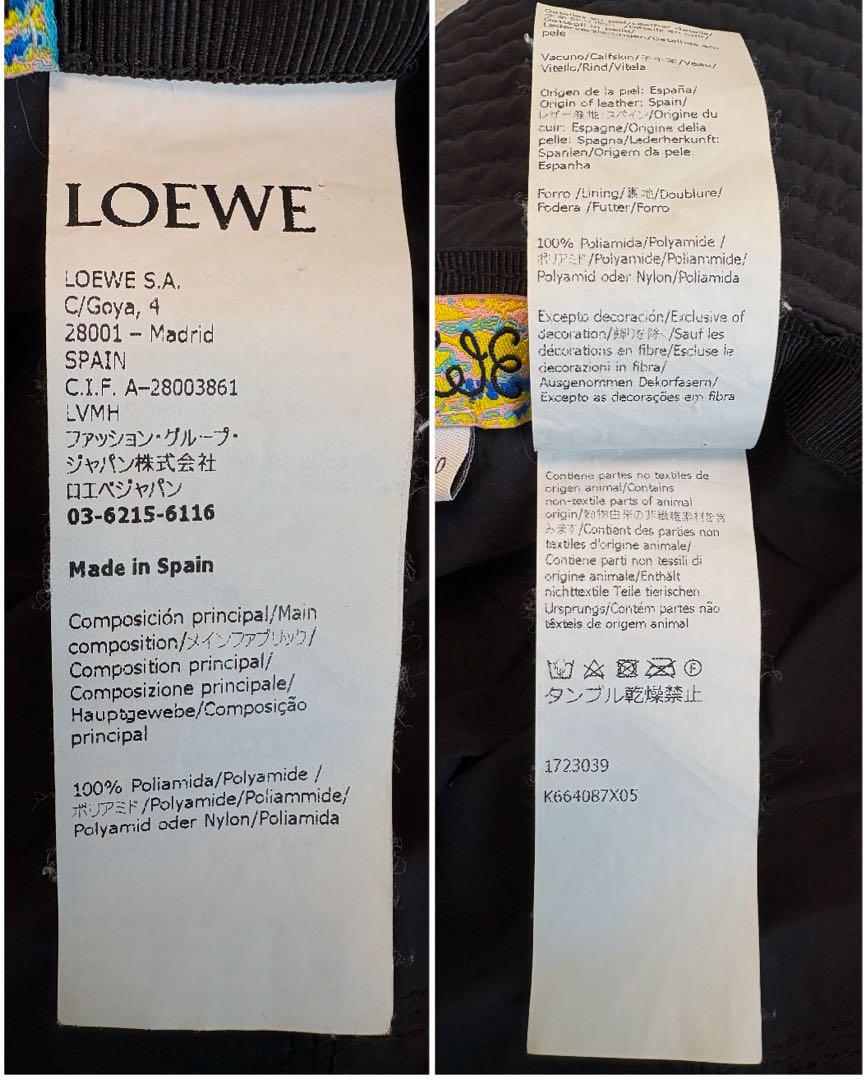 LOEWE
LOEWE S.A.
C/Goya, 4
28001 – Madrid
SPAIN
C.I.F. A-28003861
LVMH
ファッション・グループ・
ジャパン株式会社
ロエベジャパン
03-6215-6116
Made in Spain
Composición principal/Main
composition/メインファブリック/
Composition principal/
Composizione principale/
Hauptgewebe/Composição
principal
100% Poliamida/Polyamide /
ポリアミド/Polyamide/Poliammide/
Polyamid oder Nylon/Poliamida
pele
Vacuno/Calfskin/牛革/Veau/
Vitello/Rind/Vitela
Origen de la piel: España/
Origin of leather: Spain/
レザー産地: スペイン/Origine du
cuir: Espagne/Origine della
pelle: Spagna/Lederherkunft:
Spanien/Origem da pele:
Espanha
Forro /Lining/裏地/Doublure/
Fodera /Futter/Forro
100% Poliamida/Polyamide /
ポリアミド/Polyamide/Poliammide/
Polyamid oder Nylon/Poliamida
Excepto decoración/Exclusive of
decoration/飾りを除く/Sauf les
décorations en fibre/Escluse le
decorazioni in fibra/
Ausgenommen Dekorfasern/
Excepto as decorações em fibra
Contiene partes no textiles de
origen animal/Contains
non-textile parts of animal
origin/動物由来の非繊維素材を含
みます/Contient des parties non
textiles d'origine animale/
Contiene parti non tessili di
origine animale/Enthält
nichttextile Teile tierischen
Ursprungs/Contém partes não
têxteis de origem animal
タンブル乾燥禁止
1723039
K664087X05